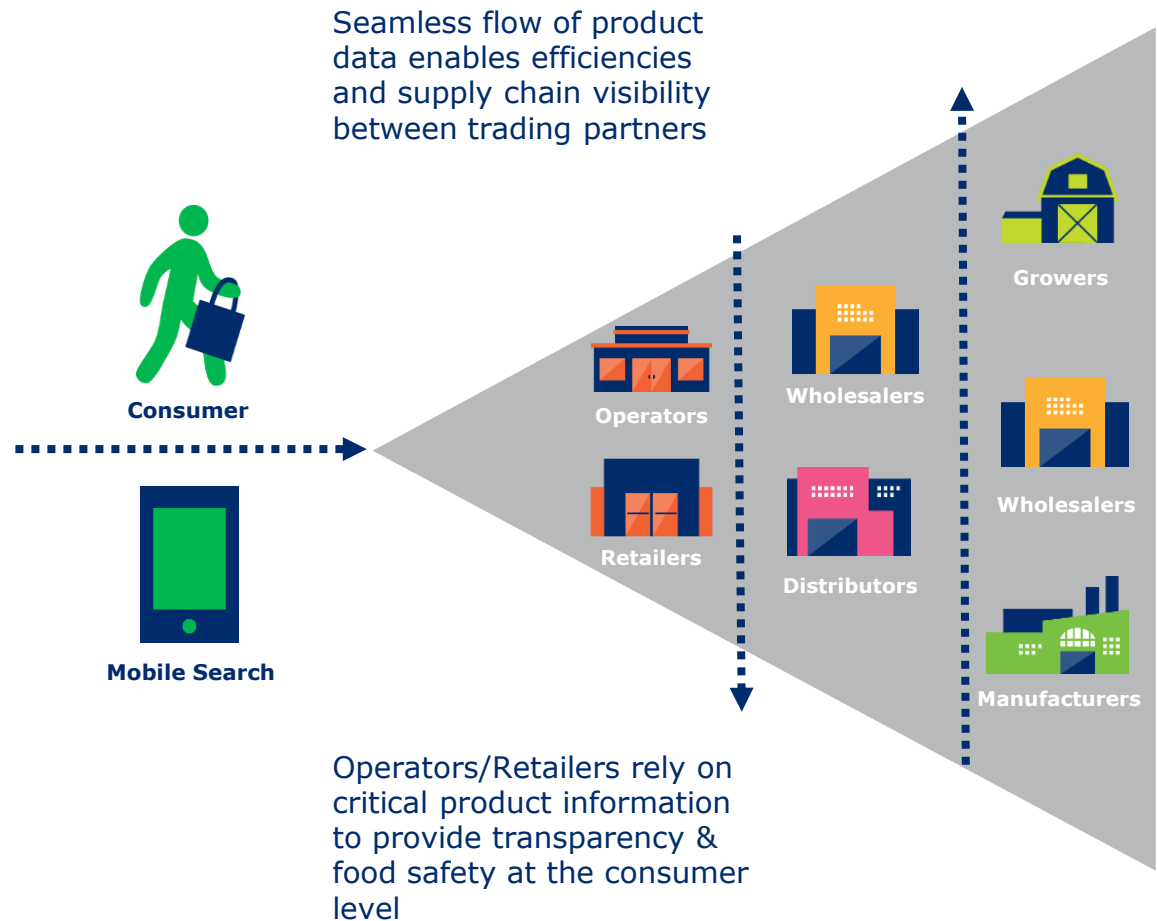 Seamless flow of product
data enables efficiencies
and supply chain visibility
between trading partners
Consumer
Mobile Search
Operators
Retailers
Wholesalers
Distributors
Growers
Wholesalers
Manufacturers
Operators/Retailers rely on
critical product information
to provide transparency &
food safety at the consumer
level